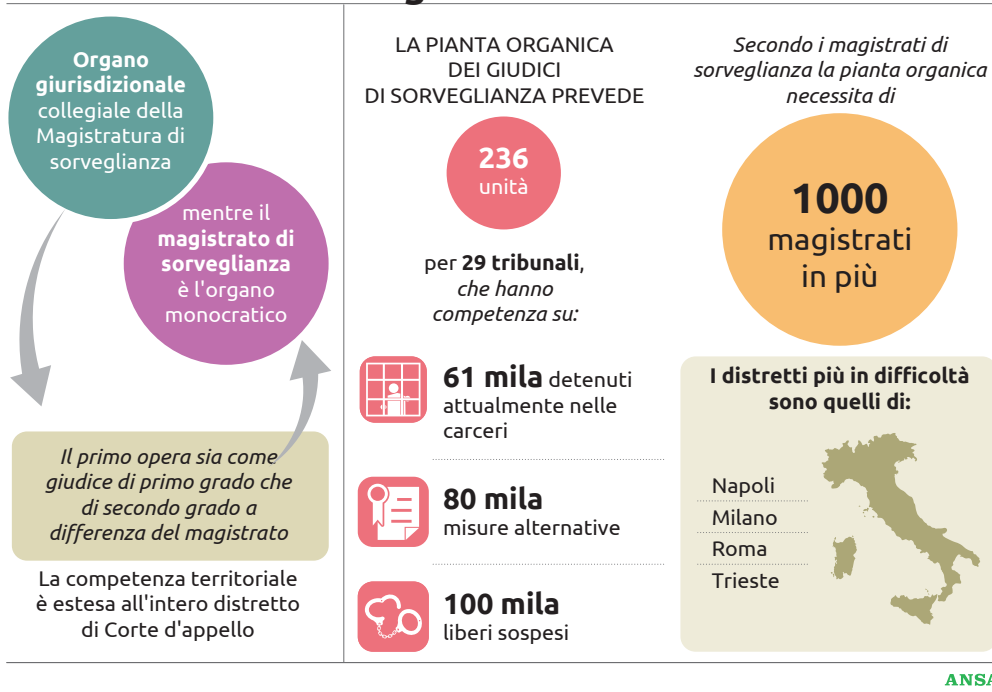 Organo
giurisdizionale
collegiale della
Magistratura di
sorveglianza
mentre il
magistrato di
sorveglianza
è l'organo
monocratico
Il primo opera sia come
giudice di primo grado che
di secondo grado a
differenza del magistrato
La competenza territoriale
è estesa all'intero distretto
di Corte d'appello
LA PIANTA ORGANICA
DEI GIUDICI
DI SORVEGLIANZA PREVEDE
236
unità
per 29 tribunali,
che hanno
competenza su:
61 mila detenuti
attualmente nelle
carceri
80 mila
misure alternative
100 mila
liberi sospesi
Secondo i magistrati di
sorveglianza la pianta organica
necessita di
1000
magistrati
in più
I distretti più in difficoltà
sono quelli di:
Napoli
Milano
Roma
Trieste
ANSA